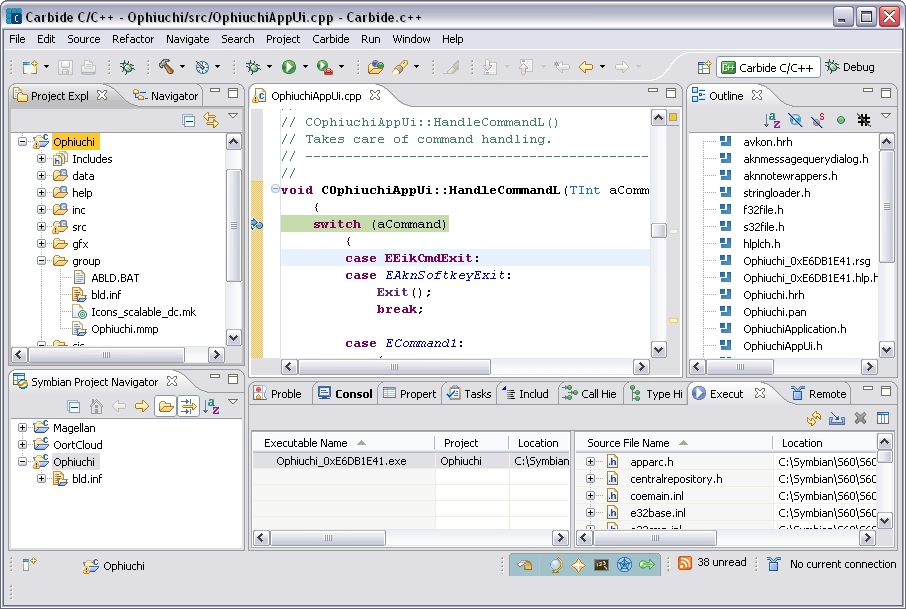 Carbide C/C++ - Ophiuchi/src/OphiuchiAppUi.cpp - Carbide.c++
File Edit Source Refactor Navigate Search Project Carbide Run Window Help
Carbide C/C++ Debug
Project Expl Navigator
Ophiuchi
Includes
data
help
inc
src
gfx
group
ABLD.BAT
bld.inf
Icons_scalable_dc.mk
Ophiuchi.mmp
OphiuchiAppUi.cpp
// COphiuchiAppUi::HandleCommandL()
// Takes care of command handling.
// -------------------------------------------
//
void COphiuchiAppUi::HandleCommandL(TInt aComm
{
switch (aCommand)
{
case EEikCmdExit:
case EAknSoftkeyExit:
Exit();
break;
case ECommand1:
Outline
avkon.hrh
aknmessagequerydialog.h
aknnotewrappers.h
stringloader.h
f32file.h
s32file.h
hlplch.h
Ophiuchi_0xE6DB1E41.rsg
Ophiuchi_0xE6DB1E41.hlp.h
Ophiuchi.hrh
Ophiuchi.pan
OphiuchiApplication.h
OphiuchiAppUi.h
Symbian Project Navigator
Magellan
OortCloud
Ophiuchi
bld.inf
Proble Consol Propert Tasks Includ Call Hie Type Hi Execut Remote
Executable Name Project Location
Ophiuchi_0xE6DB1E41.exe Ophiuchi C:\Symbian
Source File Name Location
apparc.h C:\Symbian\S60\S60
centralrepository.h C:\Symbian\S60\S60
coemain.inl C:\Symbian\S60\S60
e32base.inl C:\Symbian\S60\S60
Ophiuchi
38 unread
No current connection